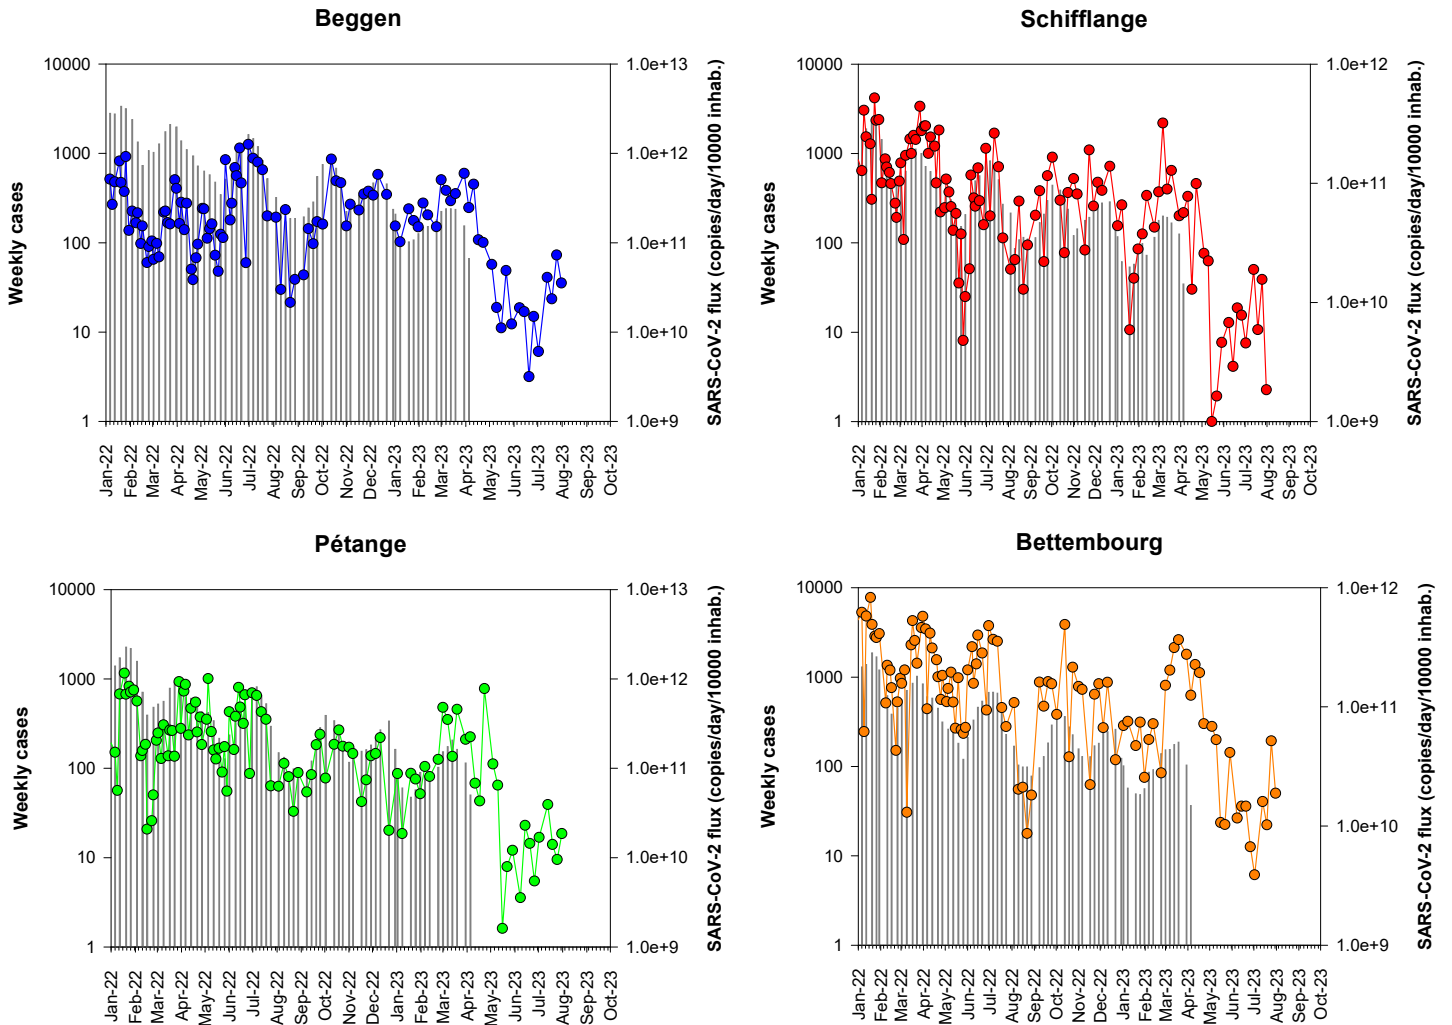 Beggen
Weekly cases
10000
1000
100
10
1
1.0e+13
1.0e+12
1.0e+11
1.0e+10
1.0e+9
SARS-CoV-2 flux (copies/day/10000 inhab.)
Jan-22
Feb-22
Mar-22
Apr-22
May-22
Jun-22
Jul-22
Aug-22
Sep-22
Oct-22
Nov-22
Dec-22
Jan-23
Feb-23
Mar-23
Apr-23
May-23
Jun-23
Jul-23
Aug-23
Sep-23
Oct-23
Schifflange
Weekly cases
10000
1000
100
10
1
1.0e+12
1.0e+11
1.0e+10
1.0e+9
SARS-CoV-2 flux (copies/day/10000 inhab.)
Jan-22
Feb-22
Mar-22
Apr-22
May-22
Jun-22
Jul-22
Aug-22
Sep-22
Oct-22
Nov-22
Dec-22
Jan-23
Feb-23
Mar-23
Apr-23
May-23
Jun-23
Jul-23
Aug-23
Sep-23
Oct-23
Pétange
Weekly cases
10000
1000
100
10
1
1.0e+13
1.0e+12
1.0e+11
1.0e+10
1.0e+9
SARS-CoV-2 flux (copies/day/10000 inhab.)
Jan-22
Feb-22
Mar-22
Apr-22
May-22
Jun-22
Jul-22
Aug-22
Sep-22
Oct-22
Nov-22
Dec-22
Jan-23
Feb-23
Mar-23
Apr-23
May-23
Jun-23
Jul-23
Aug-23
Sep-23
Oct-23
Bettembourg
Weekly cases
10000
1000
100
10
1
1.0e+12
1.0e+11
1.0e+10
1.0e+9
SARS-CoV-2 flux (copies/day/10000 inhab.)
Jan-22
Feb-22
Mar-22
Apr-22
May-22
Jun-22
Jul-22
Aug-22
Sep-22
Oct-22
Nov-22
Dec-22
Jan-23
Feb-23
Mar-23
Apr-23
May-23
Jun-23
Jul-23
Aug-23
Sep-23
Oct-23